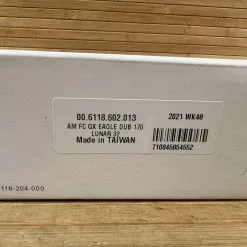 00.6118.602.013
2021 WK48
AM FC GX EAGLE DUB 170
LUNAR 32
Made in TAIWAN
710845854552
118-204-000